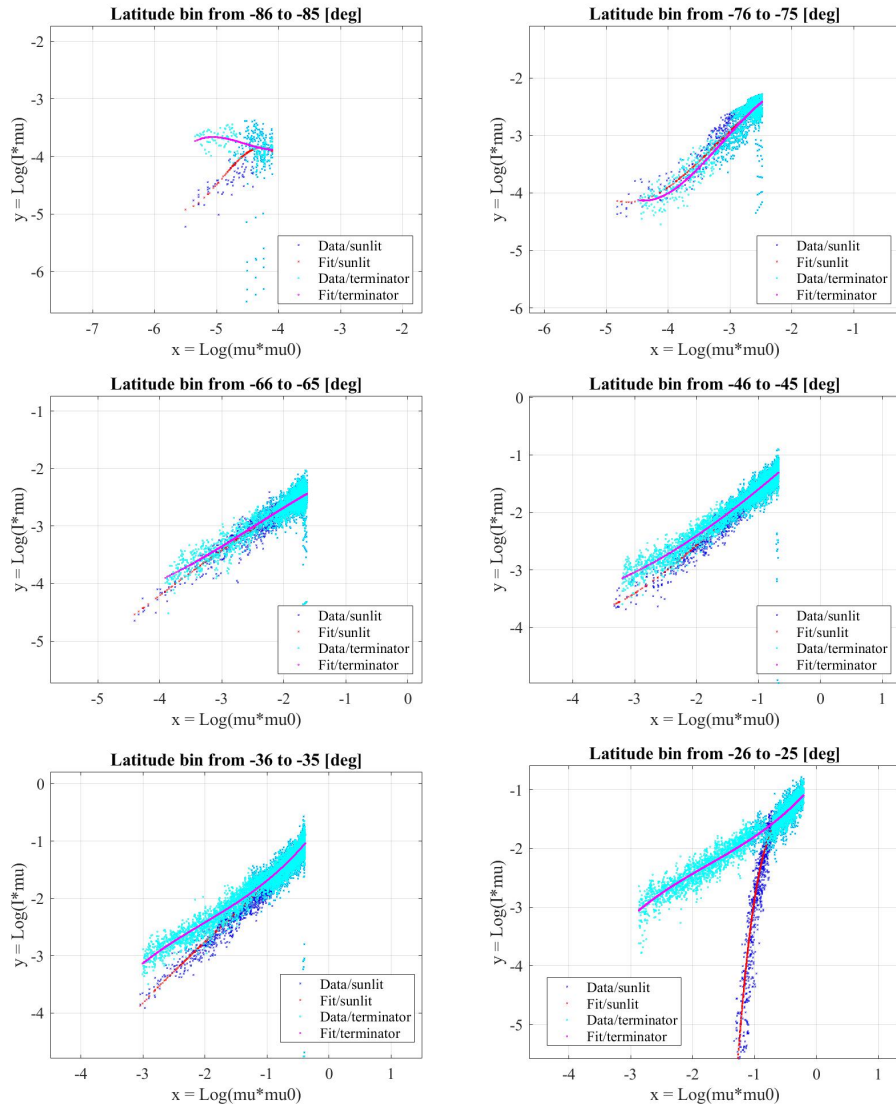 Latitude bin from -86 to -85 [deg]
-2
-3
-4
-5
-6
y = Log(I*mu)
Data/sunlit
Fit/sunlit
Data/terminator
Fit/terminator
-7 -6 -5 -4 -3 -2
x = Log(mu*mu0)
Latitude bin from -76 to -75 [deg]
-2
-3
-4
-5
-6
y = Log(I*mu)
Data/sunlit
Fit/sunlit
Data/terminator
Fit/terminator
-6 -5 -4 -3 -2 -1
x = Log(mu*mu0)
Latitude bin from -66 to -65 [deg]
-1
-2
-3
-4
-5
y = Log(I*mu)
Data/sunlit
Fit/sunlit
Data/terminator
Fit/terminator
-5 -4 -3 -2 -1 0
x = Log(mu*mu0)
Latitude bin from -46 to -45 [deg]
0
-1
-2
-3
-4
y = Log(I*mu)
Data/sunlit
Fit/sunlit
Data/terminator
Fit/terminator
-4 -3 -2 -1 0 1
x = Log(mu*mu0)
Latitude bin from -36 to -35 [deg]
0
-1
-2
-3
-4
y = Log(I*mu)
Data/sunlit
Fit/sunlit
Data/terminator
Fit/terminator
-4 -3 -2 -1 0 1
x = Log(mu*mu0)
Latitude bin from -26 to -25 [deg]
-1
-2
-3
-4
-5
y = Log(I*mu)
Data/sunlit
Fit/sunlit
Data/terminator
Fit/terminator
-4 -3 -2 -1 0 1
x = Log(mu*mu0)